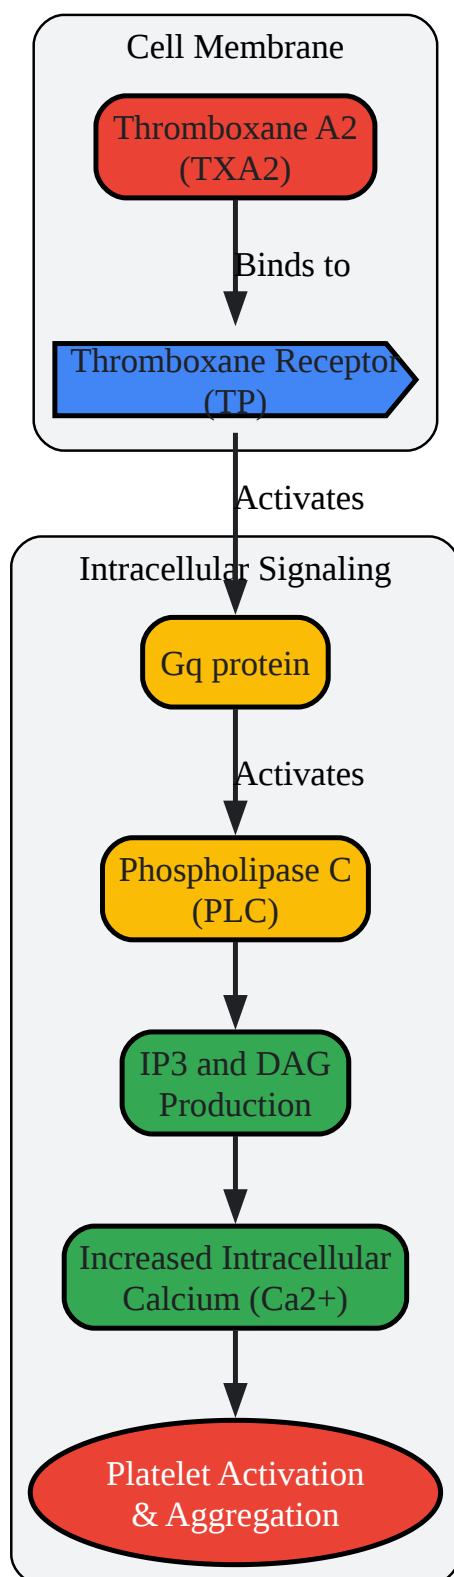 Cell Membrane
Thromboxane A2
(TXA2)
Binds to
Thromboxane Receptor
(TP)
Activates
Intracellular Signaling
Gq protein
Activates
Phospholipase C
(PLC)
IP3 and DAG
Production
Increased Intracellular
Calcium (Ca2+)
Platelet Activation
& Aggregation